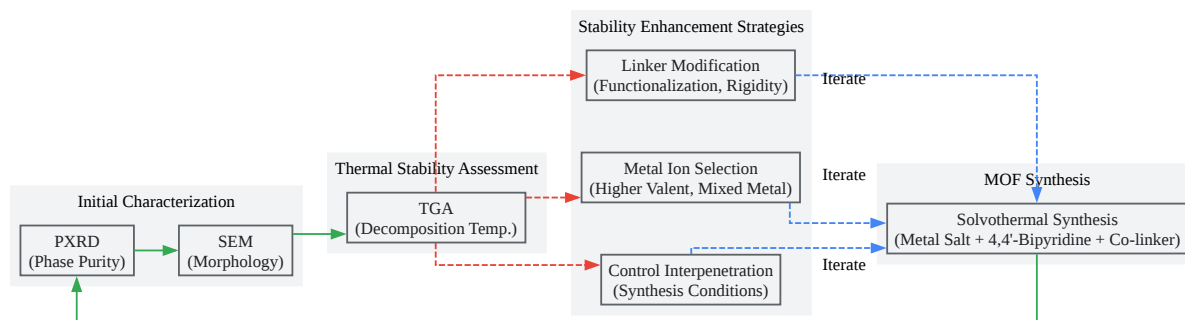 Stability Enhancement Strategies
Linker Modification
(Functionalization, Rigidity)
Iterate
Thermal Stability Assessment
Metal Ion Selection
(Higher Valent, Mixed Metal)
Iterate
MOF Synthesis
Initial Characterization
TGA
(Decomposition Temp.)
Solvothermal Synthesis
(Metal Salt + 4,4'-Bipyridine + Co-linker)
PXRD
(Phase Purity)
SEM
(Morphology)
Control Interpenetration
(Synthesis Conditions)
Iterate